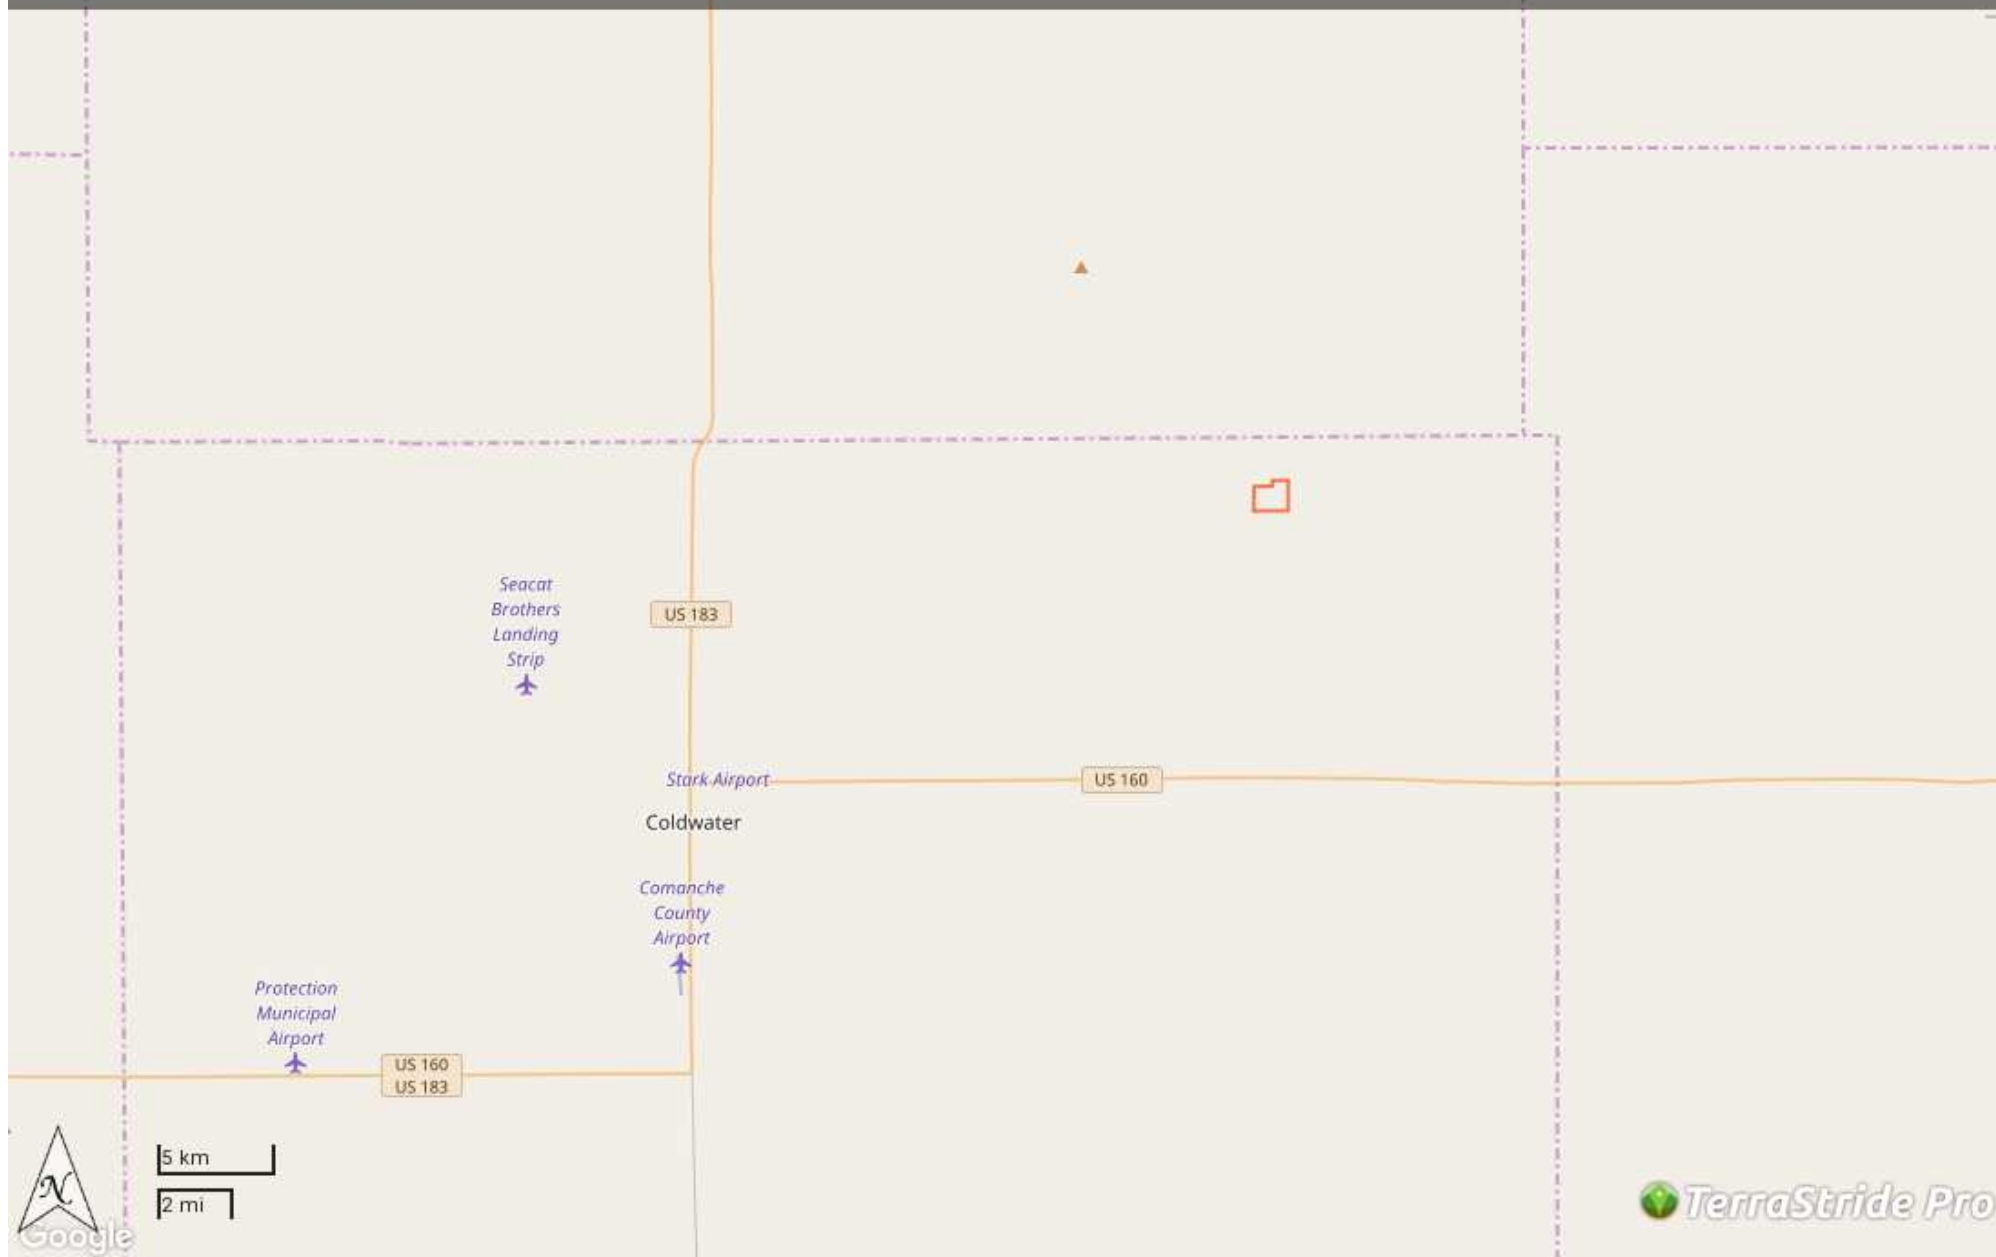 Seacat
Brothers
Landing
Strip
US 183
Stark Airport
US 160
Coldwater
Comanche
County
Airport
Protection
Municipal
Airport
US 160
US 183
N
5 km
2 mi
Google
TerraStride Pro